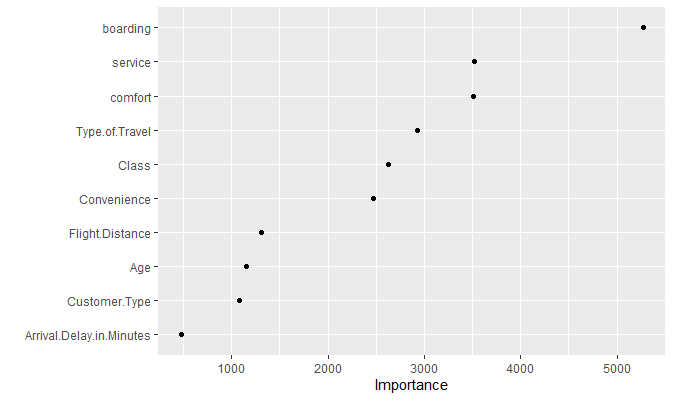 boarding
service
comfort
Type.of.Travel
Class
Convenience
Flight.Distance
Age
Customer.Type
Arrival.Delay.in.Minutes
1000 2000 3000 4000 5000
Importance